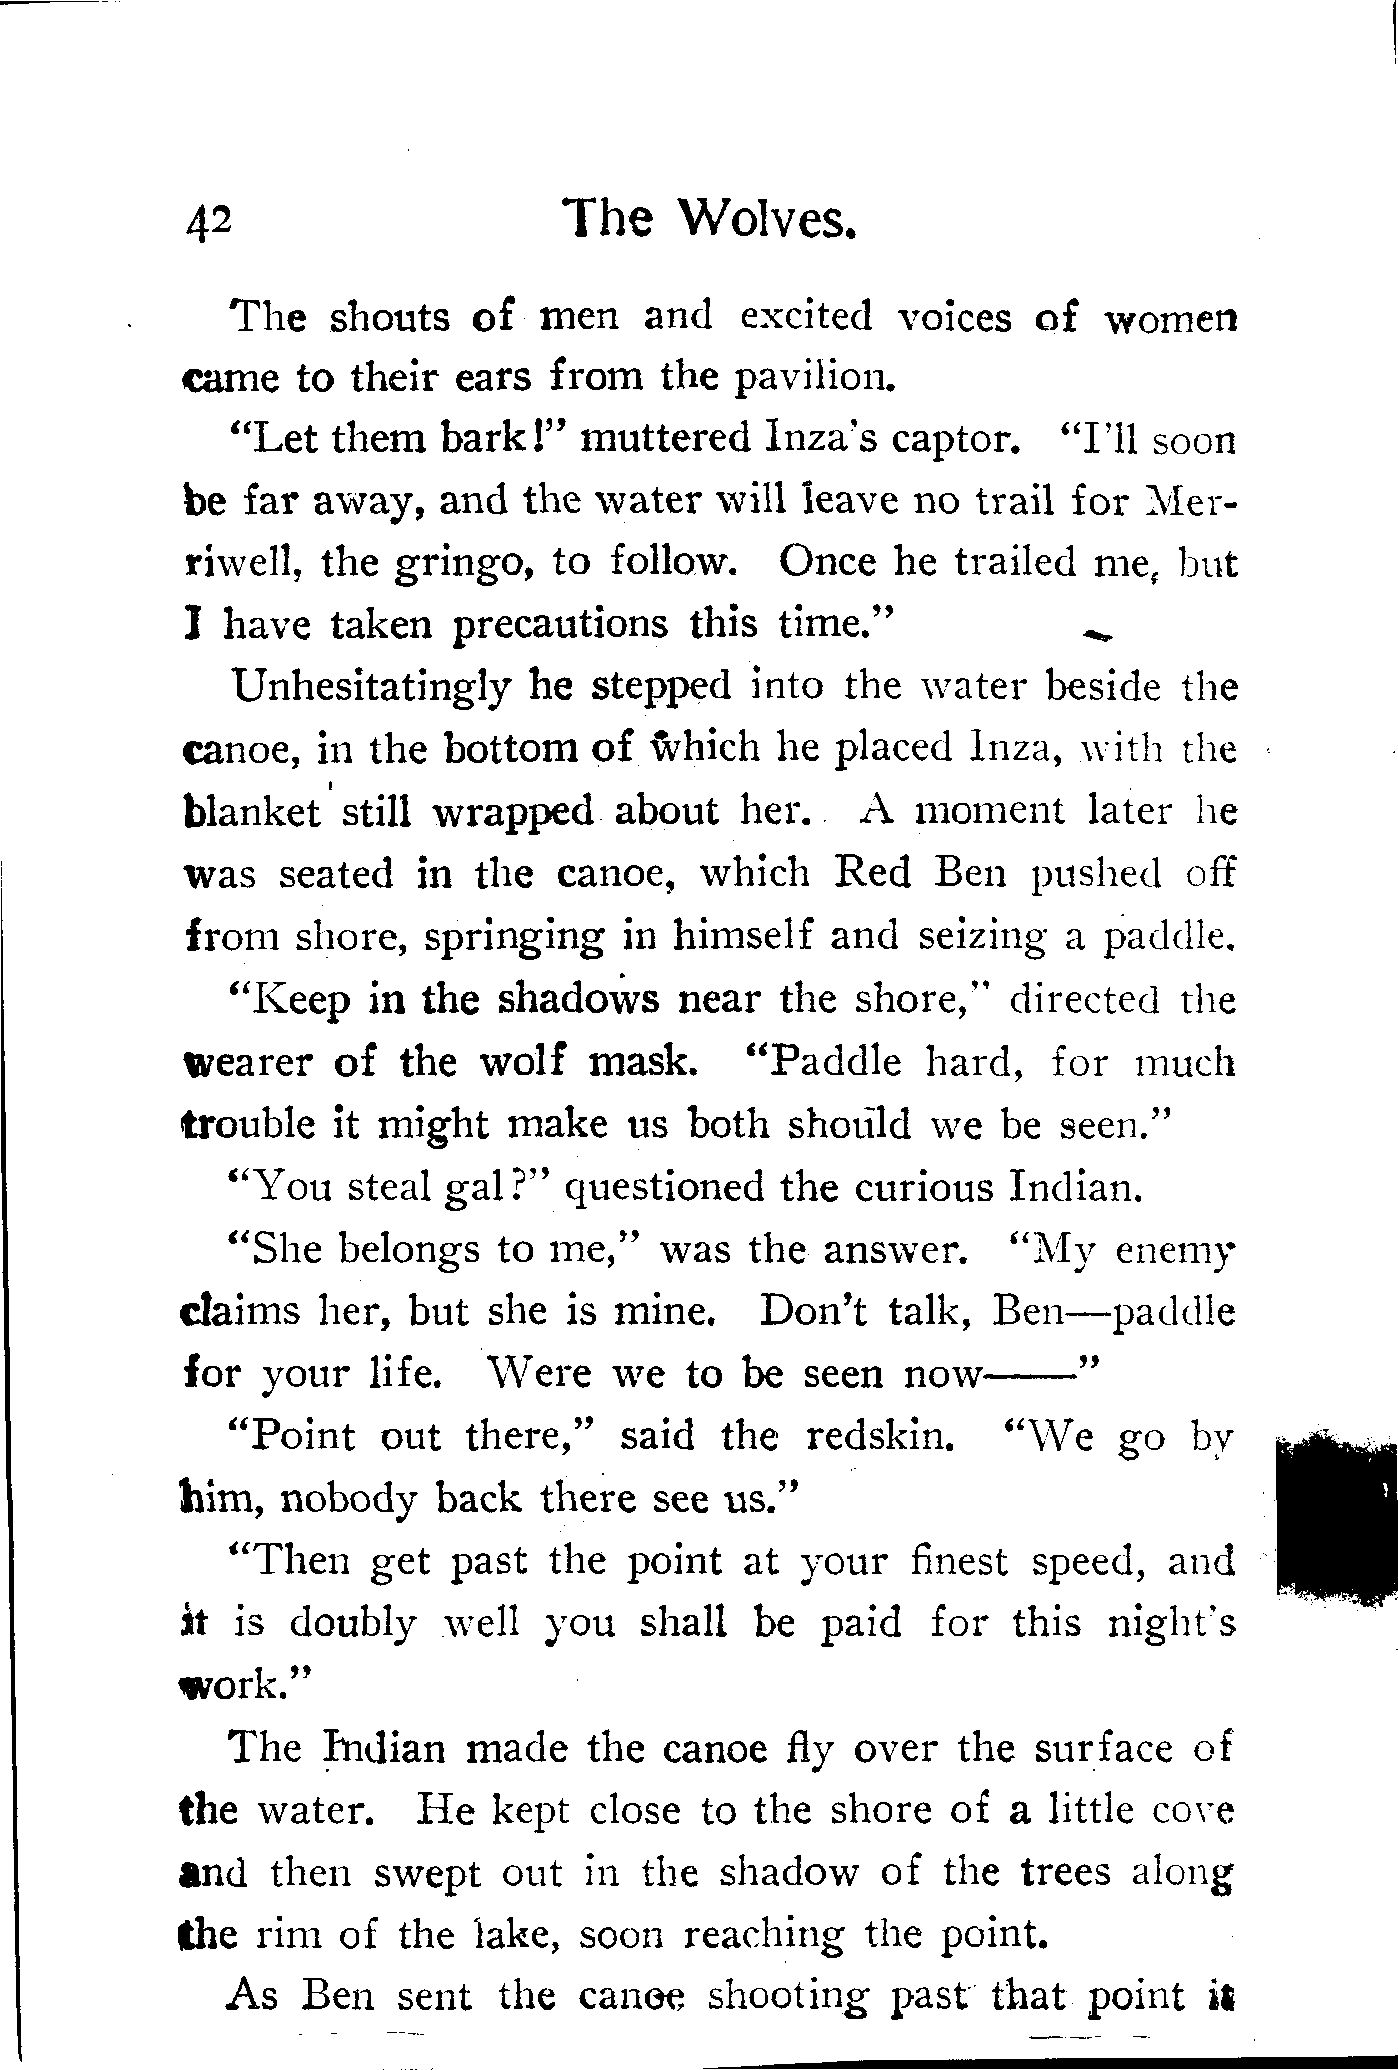 42 The Wolves.
The shouts of men and excited voices of women
came to their ears from the pavilion.
“Let them bark!” muttered Inza's captor. “I'll soon
be far away, and the water will leave no trail for Mer-
riwell, the gringo, to follow. Once he trailed me, but
I have taken precautions this time.”
Unhesitatingly he stepped into the water beside the
canoe, in the bottom of which he placed Inza, with the
blanket still wrapped about her. A moment later he
was seated in the canoe, which Red Ben pushed off
from shore, springing in himself and seizing a paddle.
“Keep in the shadows near the shore,” directed the
wearer of the wolf mask. “Paddle hard, for much
trouble it might make us both should we be seen.”
“You steal gal?” questioned the curious Indian.
“She belongs to me,” was the answer. “My enemy
claims her, but she is mine. Don't talk, Ben—paddle
for your life. Were we to be seen now——”
“Point out there,” said the redskin. “We go by
him, nobody back there see us.”
“Then get past the point at your finest speed, and
it is doubly well you shall be paid for this night's
work.”
The Indian made the canoe fly over the surface of
the water. He kept close to the shore of a little cove
and then swept out in the shadow of the trees along
the rim of the lake, soon reaching the point.
As Ben sent the canoe shooting past that point it